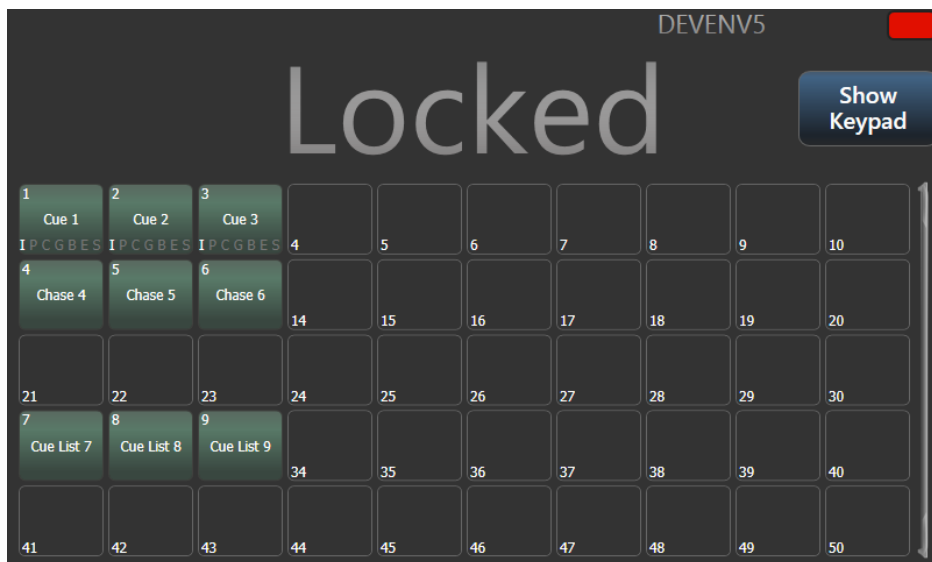 DEVENV5
Locked
Show
Keypad
1 2 3
Cue 1 Cue 2 Cue 3
IPCGBES IPCGBES IPCGBES 4 5 6 7 8 9 10
4 5 6
Chase 4 Chase 5 Chase 6
14 15 16 17 18 19 20
21 22 23 24 25 26 27 28 29 30
7 8 9
Cue List 7 Cue List 8 Cue List 9
34 35 36 37 38 39 40
41 42 43 44 45 46 47 48 49 50